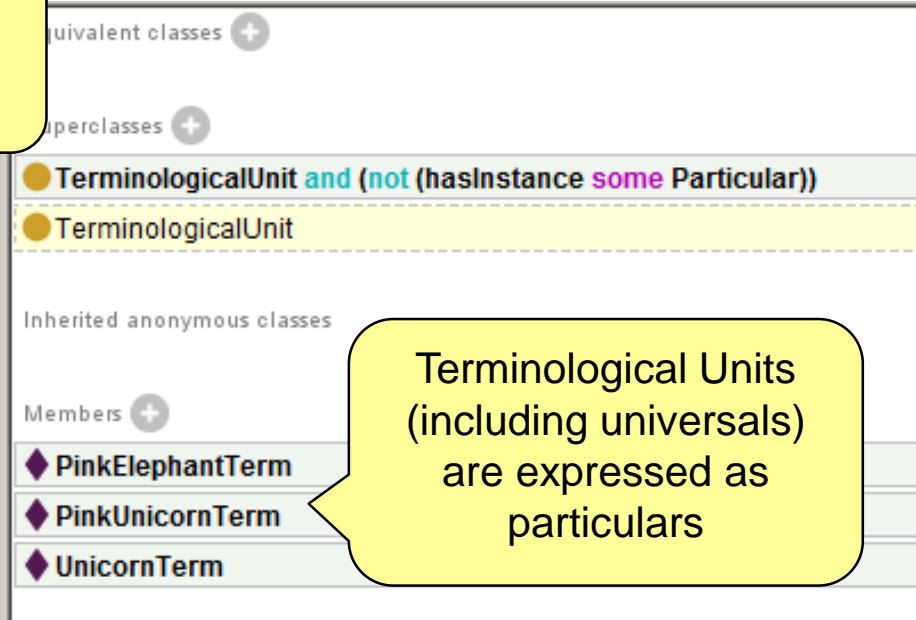 quivalent classes
uperclasses
TerminologicalUnit and (not (hasInstance some Particular))
TerminologicalUnit
Inherited anonymous classes
Members
PinkElephantTerm
PinkUnicornTerm
UnicornTerm
Terminological Units
(including universals)
are expressed as
particulars